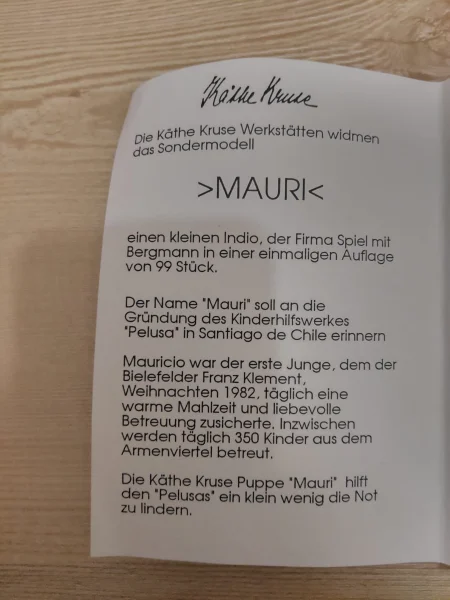 Käthe Kruse
Die Käthe Kruse Werkstätten widmen
das Sondermodell
>MAURI<
einen kleinen Indio, der Firma Spiel mit
Bergmann in einer einmaligen Auflage
von 99 Stück.
Der Name "Mauri" soll an die
Gründung des Kinderhilfswerkes
"Pelusa" in Santiago de Chile erinnern
Mauricio war der erste Junge, dem der
Bielefelder Franz Klement,
Weihnachten 1982, täglich eine
warme Mahlzeit und liebevolle
Betreuung zusicherte. Inzwischen
werden täglich 350 Kinder aus dem
Armenviertel betreut.
Die Käthe Kruse Puppe "Mauri" hilft
den "Pelusas" ein klein wenig die Not
zu lindern.